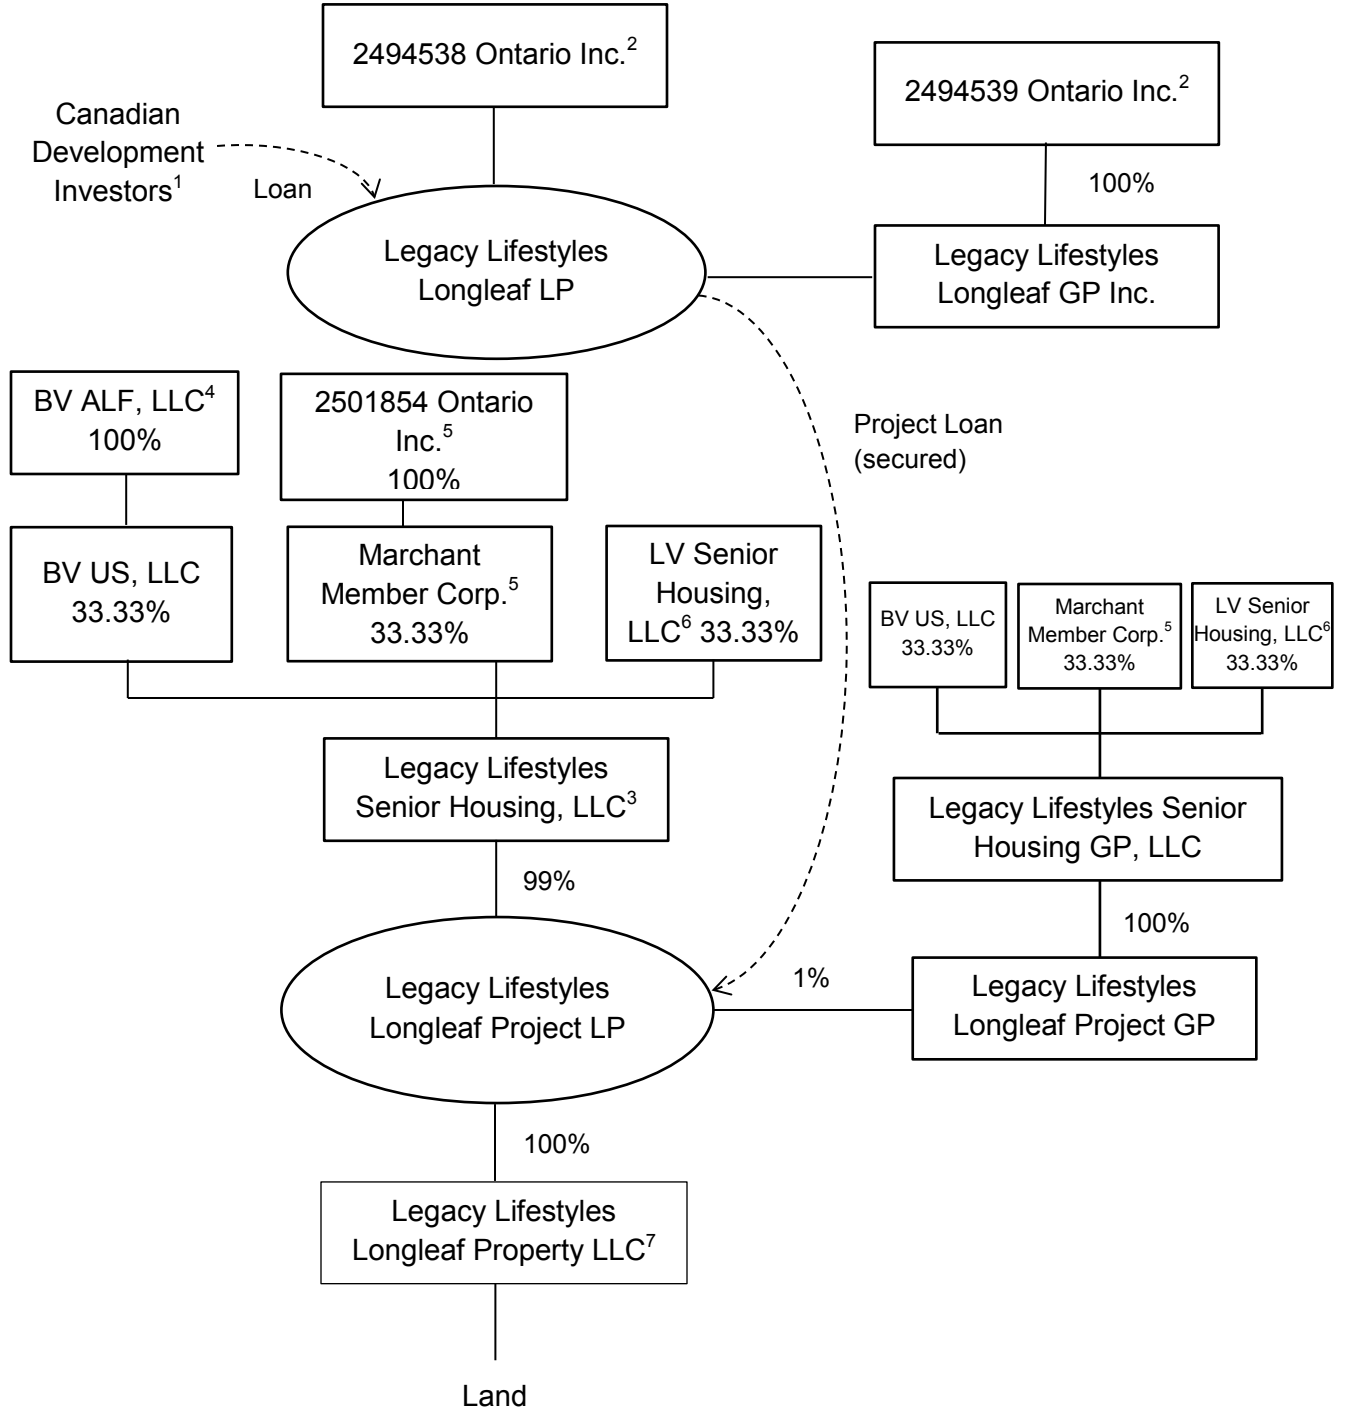 2494538 Ontario Inc.²
2494539 Ontario Inc.²
Canadian
Development
Investors¹
Loan
100%
Legacy Lifestyles
Longleaf LP
Legacy Lifestyles
Longleaf GP Inc.
BV ALF, LLC⁴
100%
2501854 Ontario
Inc.⁵
100%
Project Loan
(secured)
BV US, LLC
33.33%
Marchant
Member Corp.⁵
33.33%
LV Senior
Housing,
LLC⁶ 33.33%
BV US, LLC
33.33%
Marchant
Member Corp.⁵
33.33%
LV Senior
Housing, LLC⁶
33.33%
Legacy Lifestyles
Senior Housing, LLC³
Legacy Lifestyles Senior
Housing GP, LLC
99%
100%
Legacy Lifestyles
Longleaf Project LP
1%
Legacy Lifestyles
Longleaf Project GP
100%
Legacy Lifestyles
Longleaf Property LLC⁷
Land